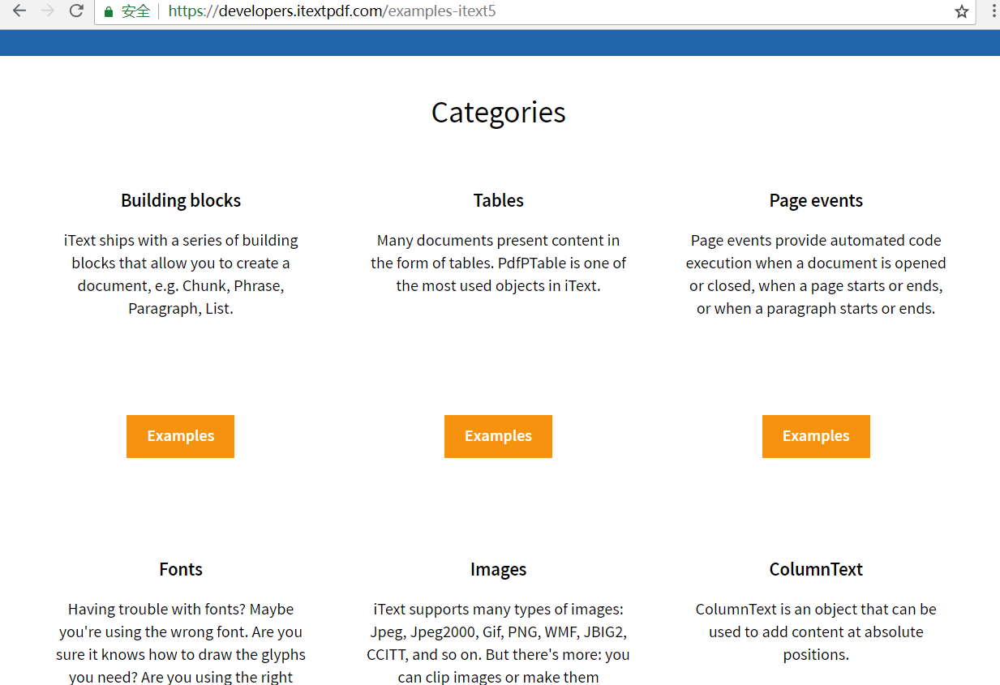 安全 https://developers.itextpdf.com/examples-itext5
Categories
Building blocks
iText ships with a series of building
blocks that allow you to create a
document, e.g. Chunk, Phrase,
Paragraph, List.
Tables
Many documents present content in
the form of tables. PdfPTable is one of
the most used objects in iText.
Page events
Page events provide automated code
execution when a document is opened
or closed, when a page starts or ends,
or when a paragraph starts or ends.
Examples
Examples
Examples
Fonts
Having trouble with fonts? Maybe
you're using the wrong font. Are you
sure it knows how to draw the glyphs
you need? Are you using the right
Images
iText supports many types of images:
Jpeg, Jpeg2000, Gif, PNG, WMF, JBIG2,
CCITT, and so on. But there's more: you
can clip images or make them
ColumnText
ColumnText is an object that can be
used to add content at absolute
positions.